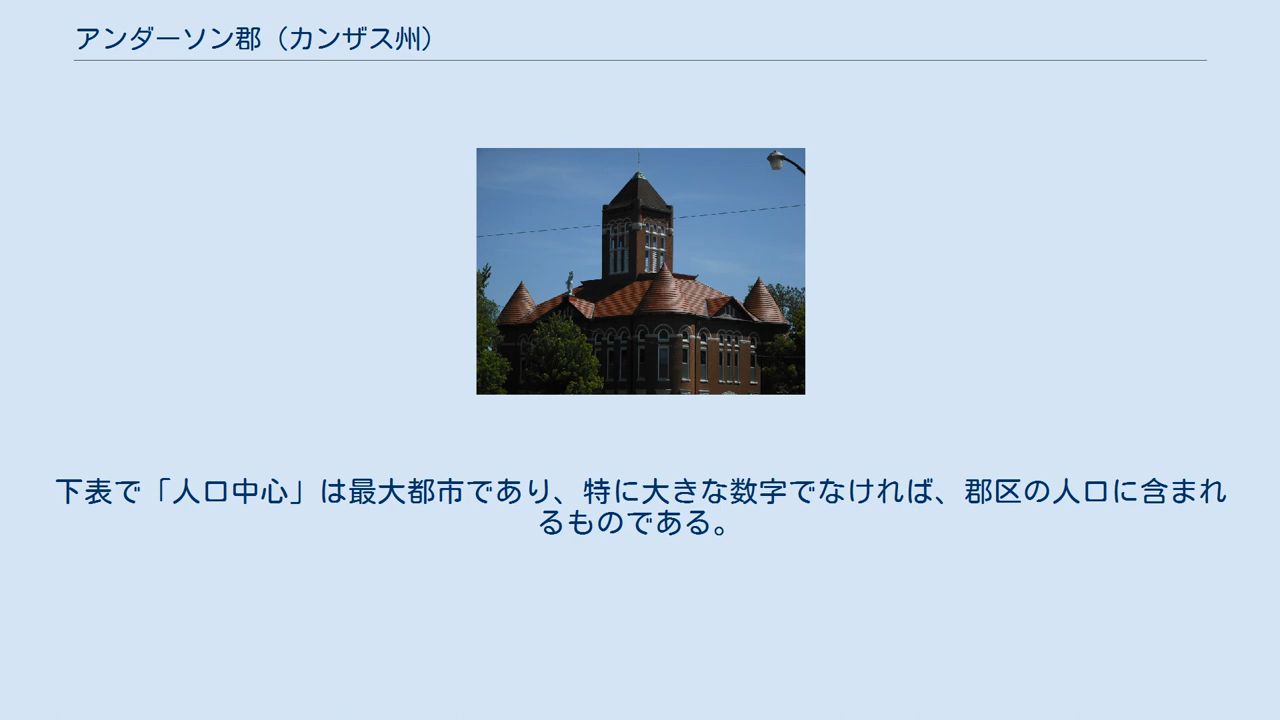 アンダーソン郡（カンザス州）
下表で「人口中心」は最大都市であり、特に大きな数字でなければ、郡区の人口に含まれ
るものである。